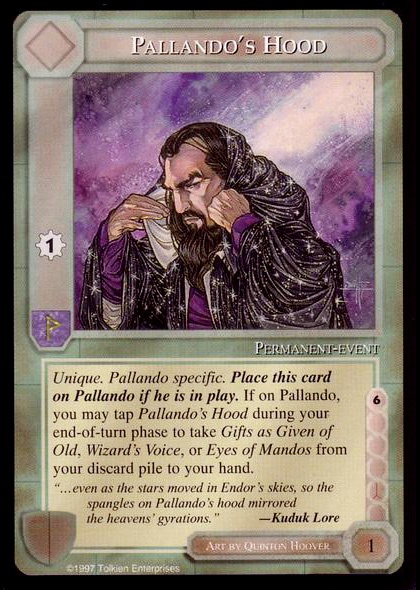 Pallando's Hood
1
Permanent-event
Unique. Pallando specific. Place this card
on Pallando if he is in play. If on Pallando,
you may tap Pallando's Hood during your
end-of-turn phase to take Gifts as Given of
Old, Wizard's Voice, or Eyes of Mandos from
your discard pile to your hand.
6
"...even as the stars moved in Endor's skies, so the
spangles on Pallando's hood mirrored
the heavens' gyrations." —Kuduk Lore
Art by Quinton Hoover
1
©1997 Tolkien Enterprises